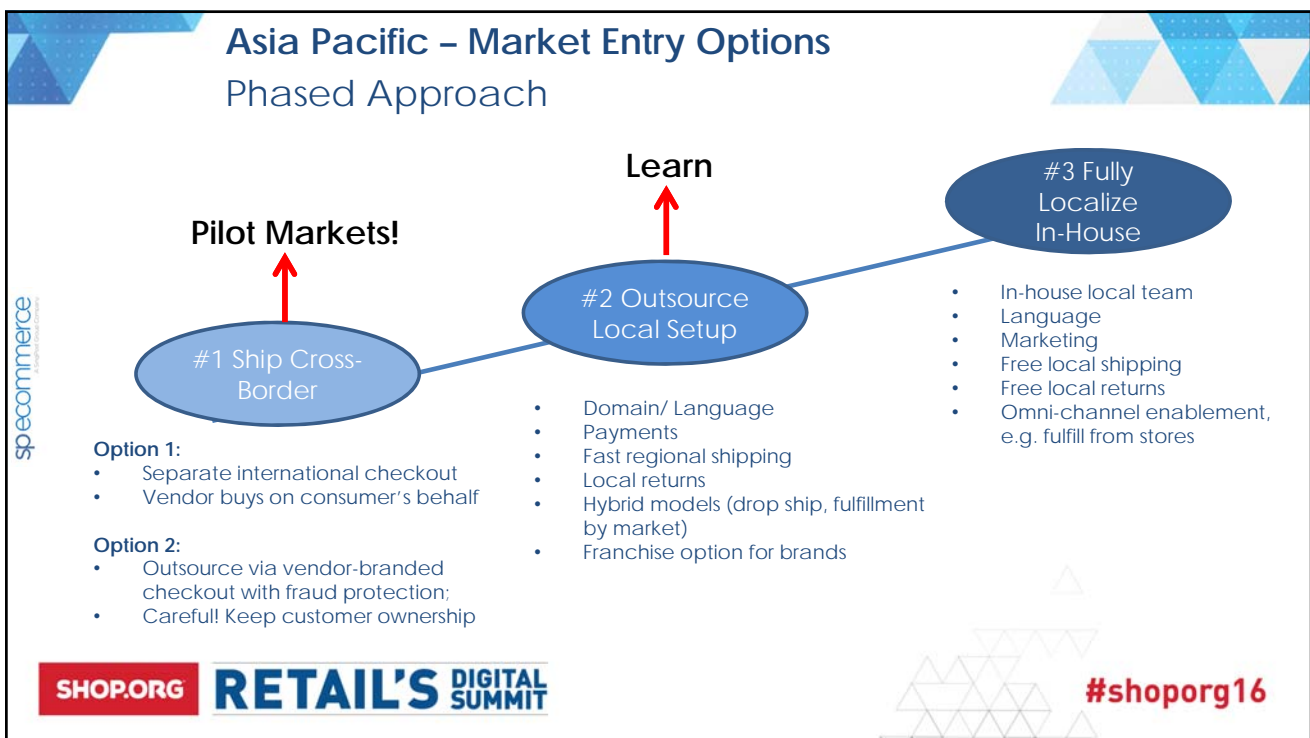 Asia Pacific – Market Entry Options
Phased Approach
Learn
Pilot Markets!
#3 Fully
Localize
In-House
#2 Outsource
Local Setup
#1 Ship Cross-
Border
specommerce
A SingPost Group Company
Option 1:
• Separate international checkout
• Vendor buys on consumer's behalf
Option 2:
• Outsource via vendor-branded
checkout with fraud protection;
• Careful! Keep customer ownership
• Domain/ Language
• Payments
• Fast regional shipping
• Local returns
• Hybrid models (drop ship, fulfillment
by market)
• Franchise option for brands
• In-house local team
• Language
• Marketing
• Free local shipping
• Free local returns
• Omni-channel enablement,
e.g. fulfill from stores
SHOP.ORG
RETAIL'S DIGITAL
SUMMIT
#shoporg16